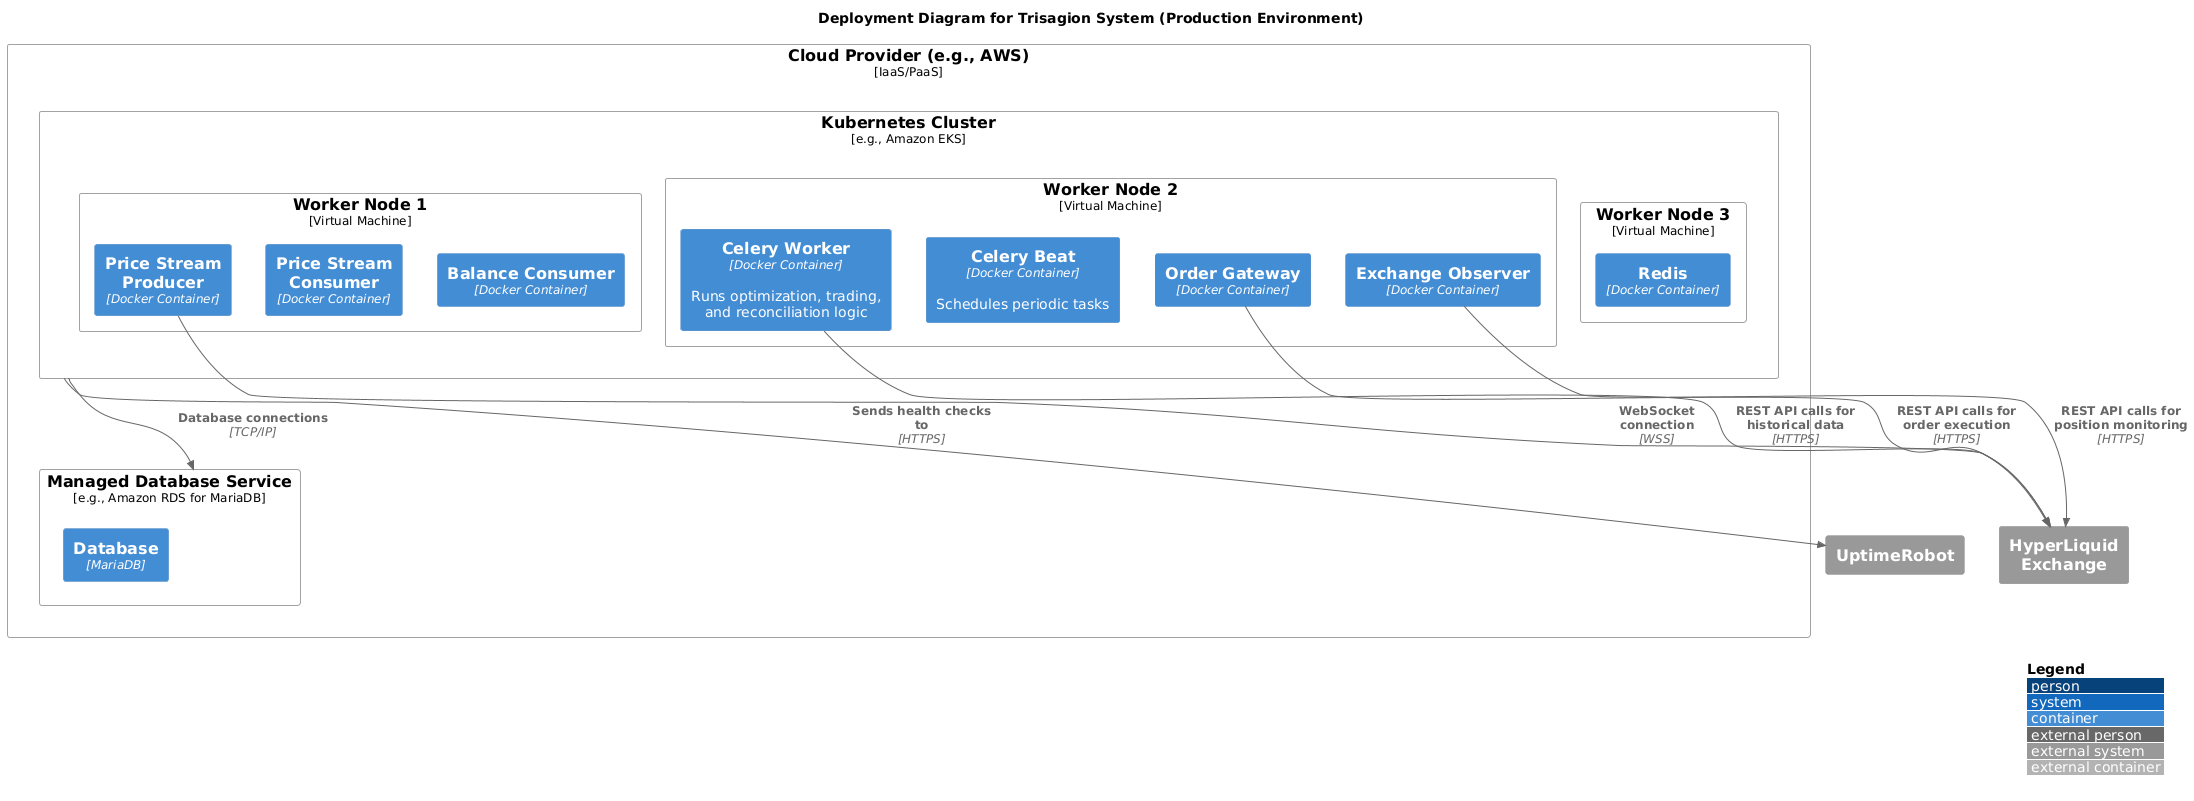 Deployment Diagram for Trisagion System (Production Environment)
Cloud Provider (e.g., AWS)
[IaaS/PaaS]
Kubernetes Cluster
[e.g., Amazon EKS]
Worker Node 1
[Virtual Machine]
Price Stream
Producer
[Docker Container]
Price Stream
Consumer
[Docker Container]
Balance Consumer
[Docker Container]
Worker Node 2
[Virtual Machine]
Celery Worker
[Docker Container]
Runs optimization, trading,
and reconciliation logic
Celery Beat
[Docker Container]
Schedules periodic tasks
Order Gateway
[Docker Container]
Exchange Observer
[Docker Container]
Worker Node 3
[Virtual Machine]
Redis
[Docker Container]
Database connections
[TCP/IP]
Sends health checks
to
[HTTPS]
WebSocket
connection
[WSS]
REST API calls for
historical data
[HTTPS]
REST API calls for
order execution
[HTTPS]
REST API calls for
position monitoring
[HTTPS]
Managed Database Service
[e.g., Amazon RDS for MariaDB]
Database
[MariaDB]
UptimeRobot
HyperLiquid
Exchange
Legend
person
system
container
external person
external system
external container